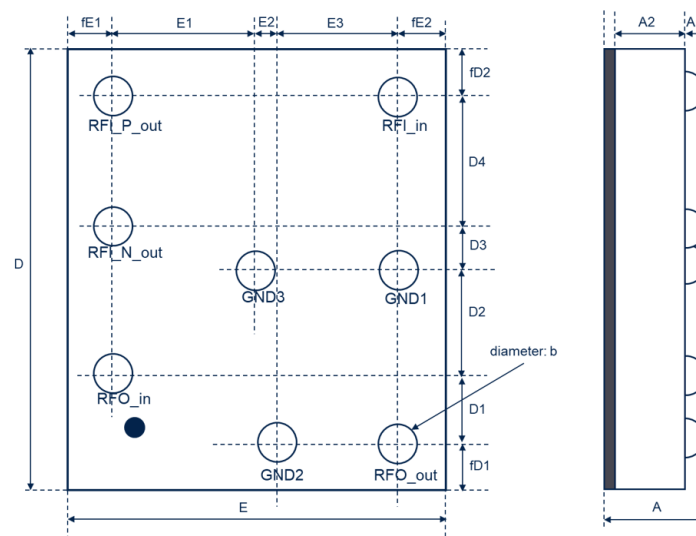 fE1 E1 E2 E3 fE2
A2 A
fD2
RFI_P_out RFI_in
D4
RFI_N_out
D3
D
GND3 GND1
D2
diameter: b
RFO_in
D1
GND2 RFO_out
fD1
E
A